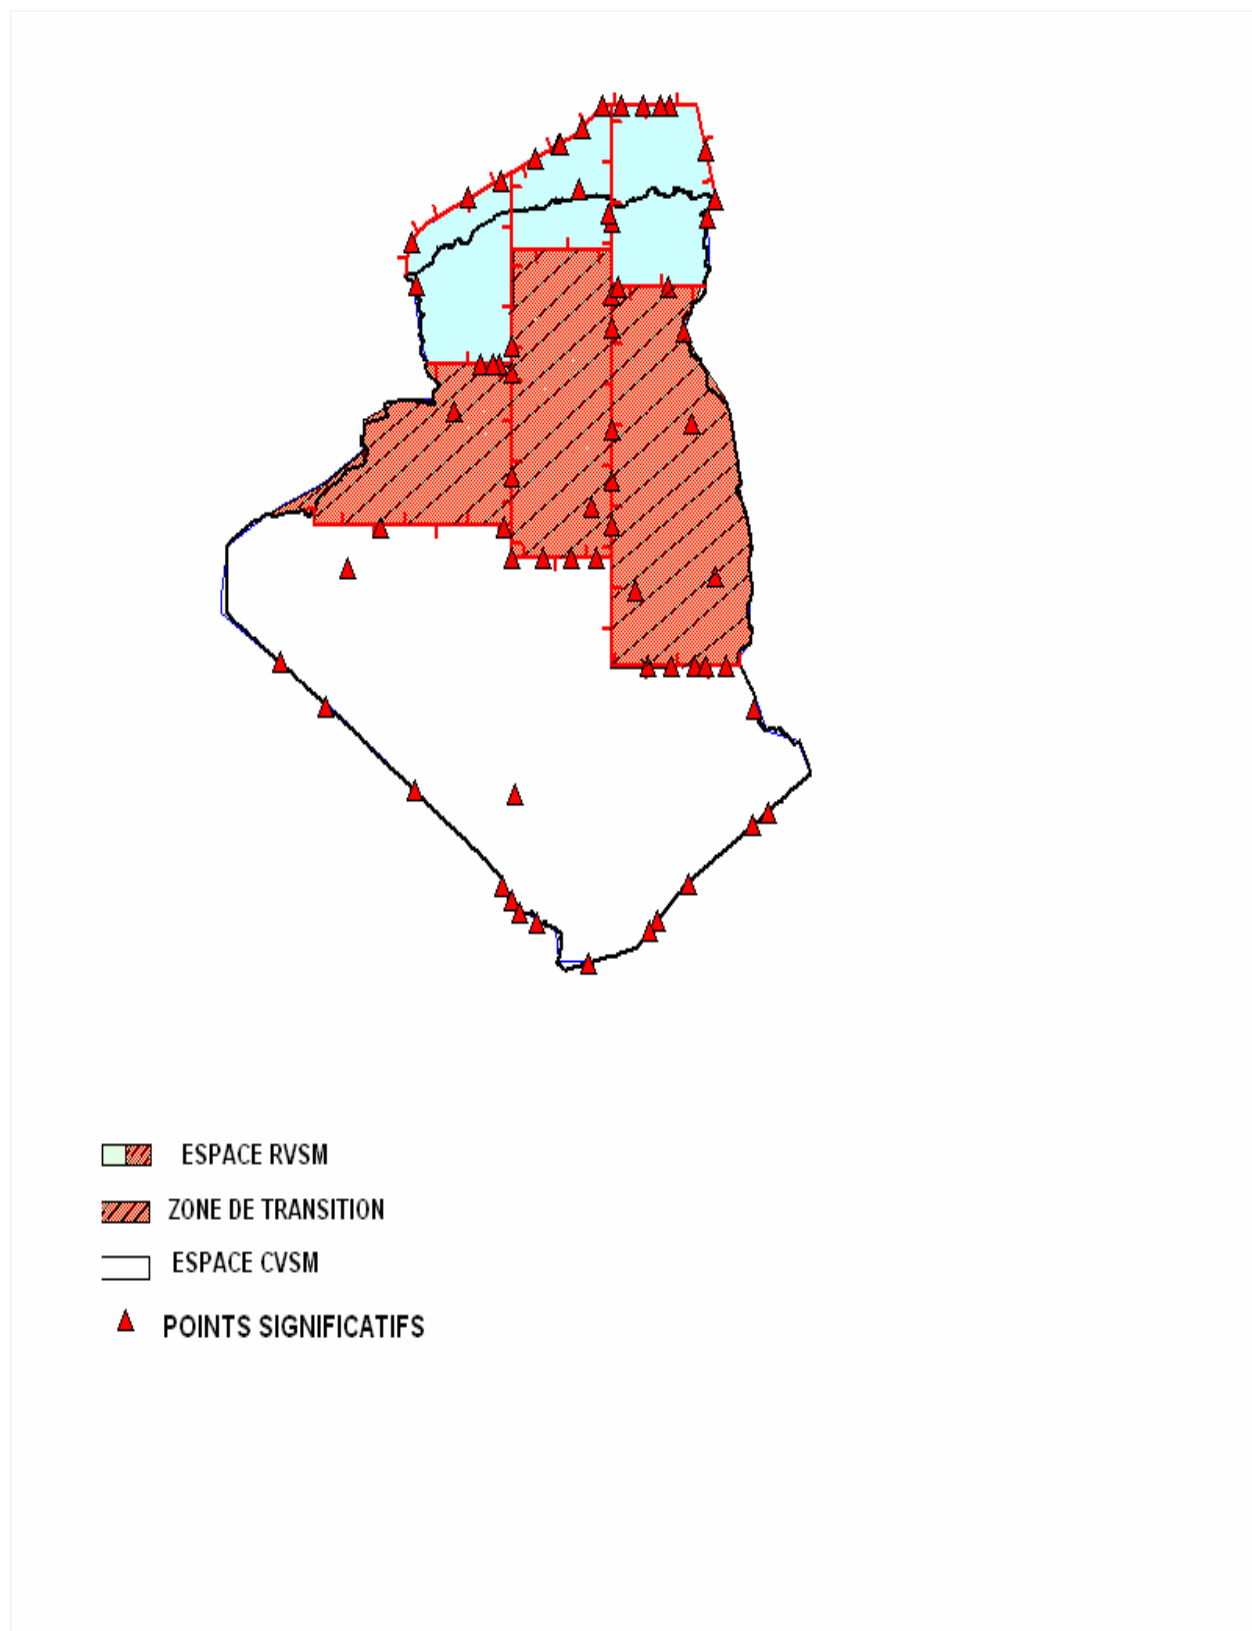 ESPACE RVSM
ZONE DE TRANSITION
ESPACE CVSM
POINTS SIGNIFICATIFS